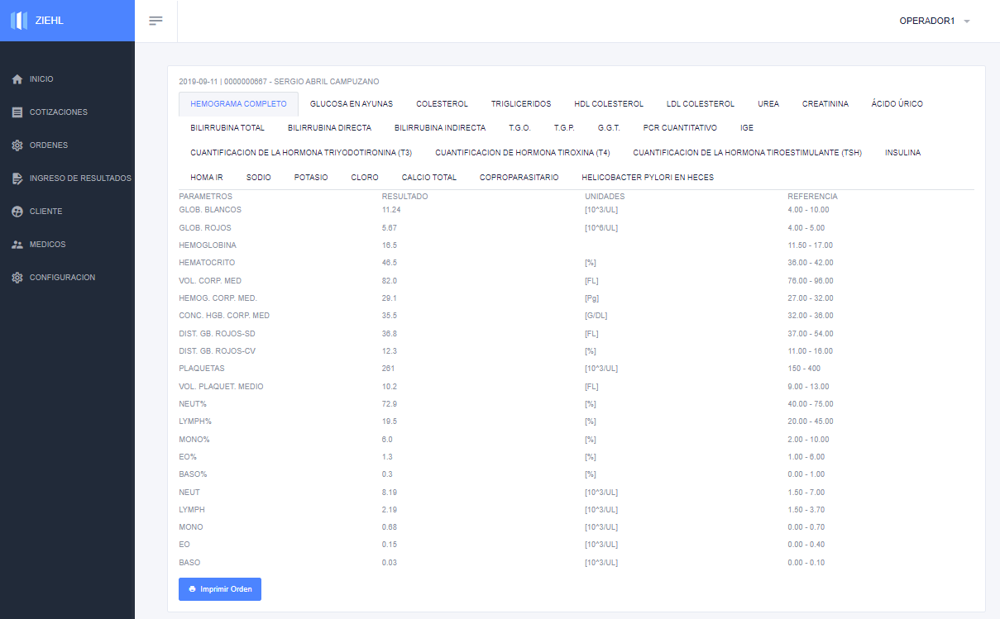 ZIEHL
OPERADOR1
INICIO
COTIZACIONES
ORDENES
INGRESO DE RESULTADOS
CLIENTE
MEDICOS
CONFIGURACION
2019-09-11 | 0000000667 - SERGIO ABRIL CAMPUZANO
HEMOGRAMA COMPLETO GLUCOSA EN AYUNAS COLESTEROL TRIGLICERIDOS HDL COLESTEROL LDL COLESTEROL UREA CREATININA ÁCIDO ÚRICO
BILIRRUBINA TOTAL BILIRRUBINA DIRECTA BILIRRUBINA INDIRECTA T.G.O. T.G.P. G.G.T. PCR CUANTITATIVO IGE
CUANTIFICACION DE LA HORMONA TRIYODOTIRONINA (T3) CUANTIFICACION DE HORMONA TIROXINA (T4) CUANTIFICACION DE LA HORMONA TIROESTIMULANTE (TSH) INSULINA
HOMA IR SODIO POTASIO CLORO CALCIO TOTAL COPROPARASITARIO HELICOBACTER PYLORI EN HECES
PARAMETROS RESULTADO UNIDADES REFERENCIA
GLOB. BLANCOS 11.24 [10^3/UL] 4.00 - 10.00
GLOB. ROJOS 5.67 [10^6/UL] 4.00 - 5.00
HEMOGLOBINA 16.5 11.50 - 17.00
HEMATOCRITO 46.5 [%] 36.00 - 42.00
VOL. CORP. MED 82.0 [FL] 76.00 - 96.00
HEMOG. CORP. MED. 29.1 [Pg] 27.00 - 32.00
CONC. HGB. CORP. MED 35.5 [G/DL] 32.00 - 36.00
DIST. GB. ROJOS-SD 36.8 [FL] 37.00 - 54.00
DIST. GB. ROJOS-CV 12.3 [%] 11.00 - 16.00
PLAQUETAS 261 [10^3/UL] 150 - 400
VOL. PLAQUET. MEDIO 10.2 [FL] 9.00 - 13.00
NEUT% 72.9 [%] 40.00 - 75.00
LYMPH% 19.5 [%] 20.00 - 45.00
MONO% 6.0 [%] 2.00 - 10.00
EO% 1.3 [%] 1.00 - 6.00
BASO% 0.3 [%] 0.00 - 1.00
NEUT 8.19 [10^3/UL] 1.50 - 7.00
LYMPH 2.19 [10^3/UL] 1.50 - 3.70
MONO 0.68 [10^3/UL] 0.00 - 0.70
EO 0.15 [10^3/UL] 0.00 - 0.40
BASO 0.03 [10^3/UL] 0.00 - 0.10
Imprimir Orden